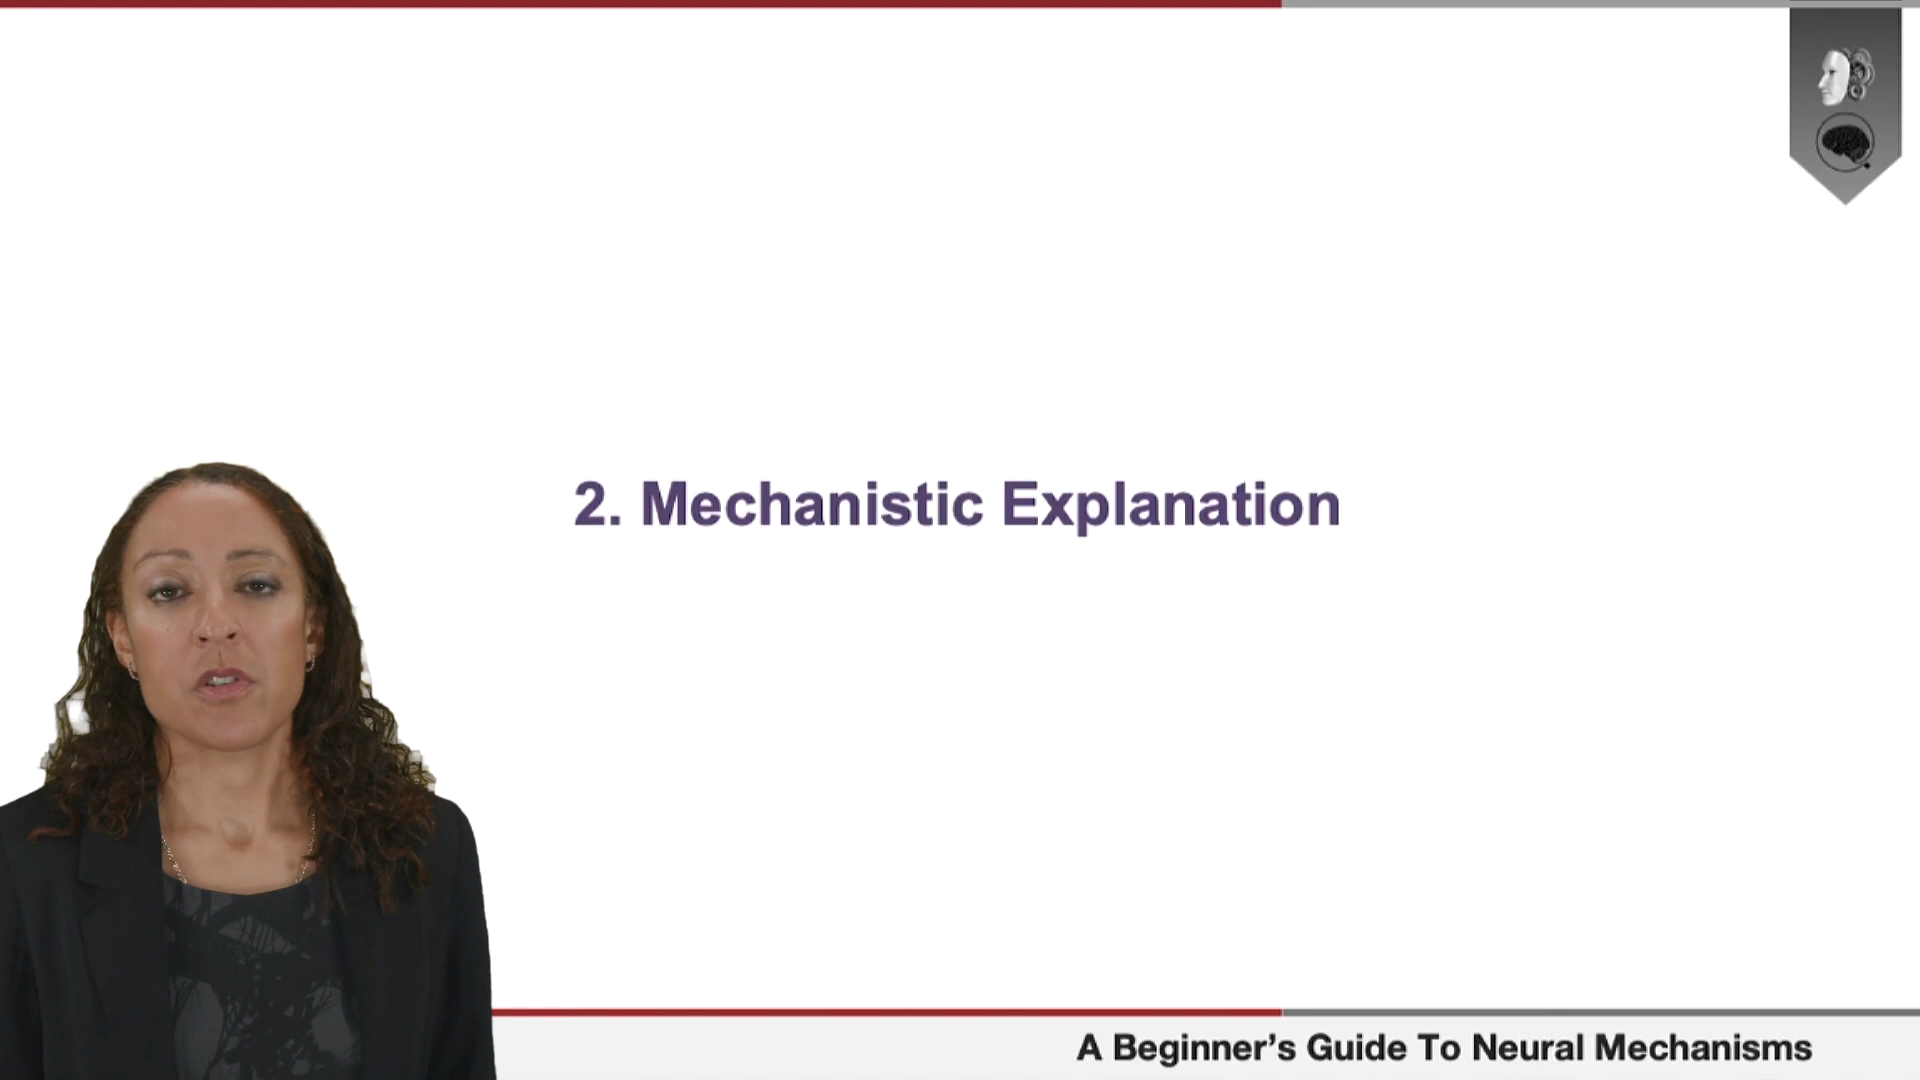 2. Mechanistic Explanation
A Beginner’s Guide To Neural Mechanisms